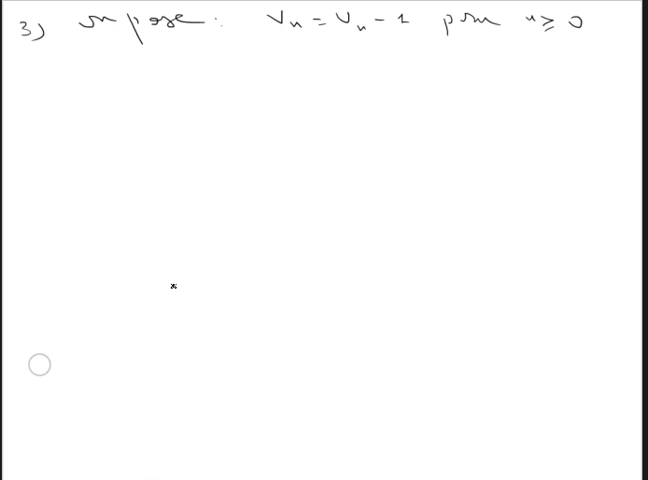 3) on pose : Vn = Un - 1 pour n ≥ 0